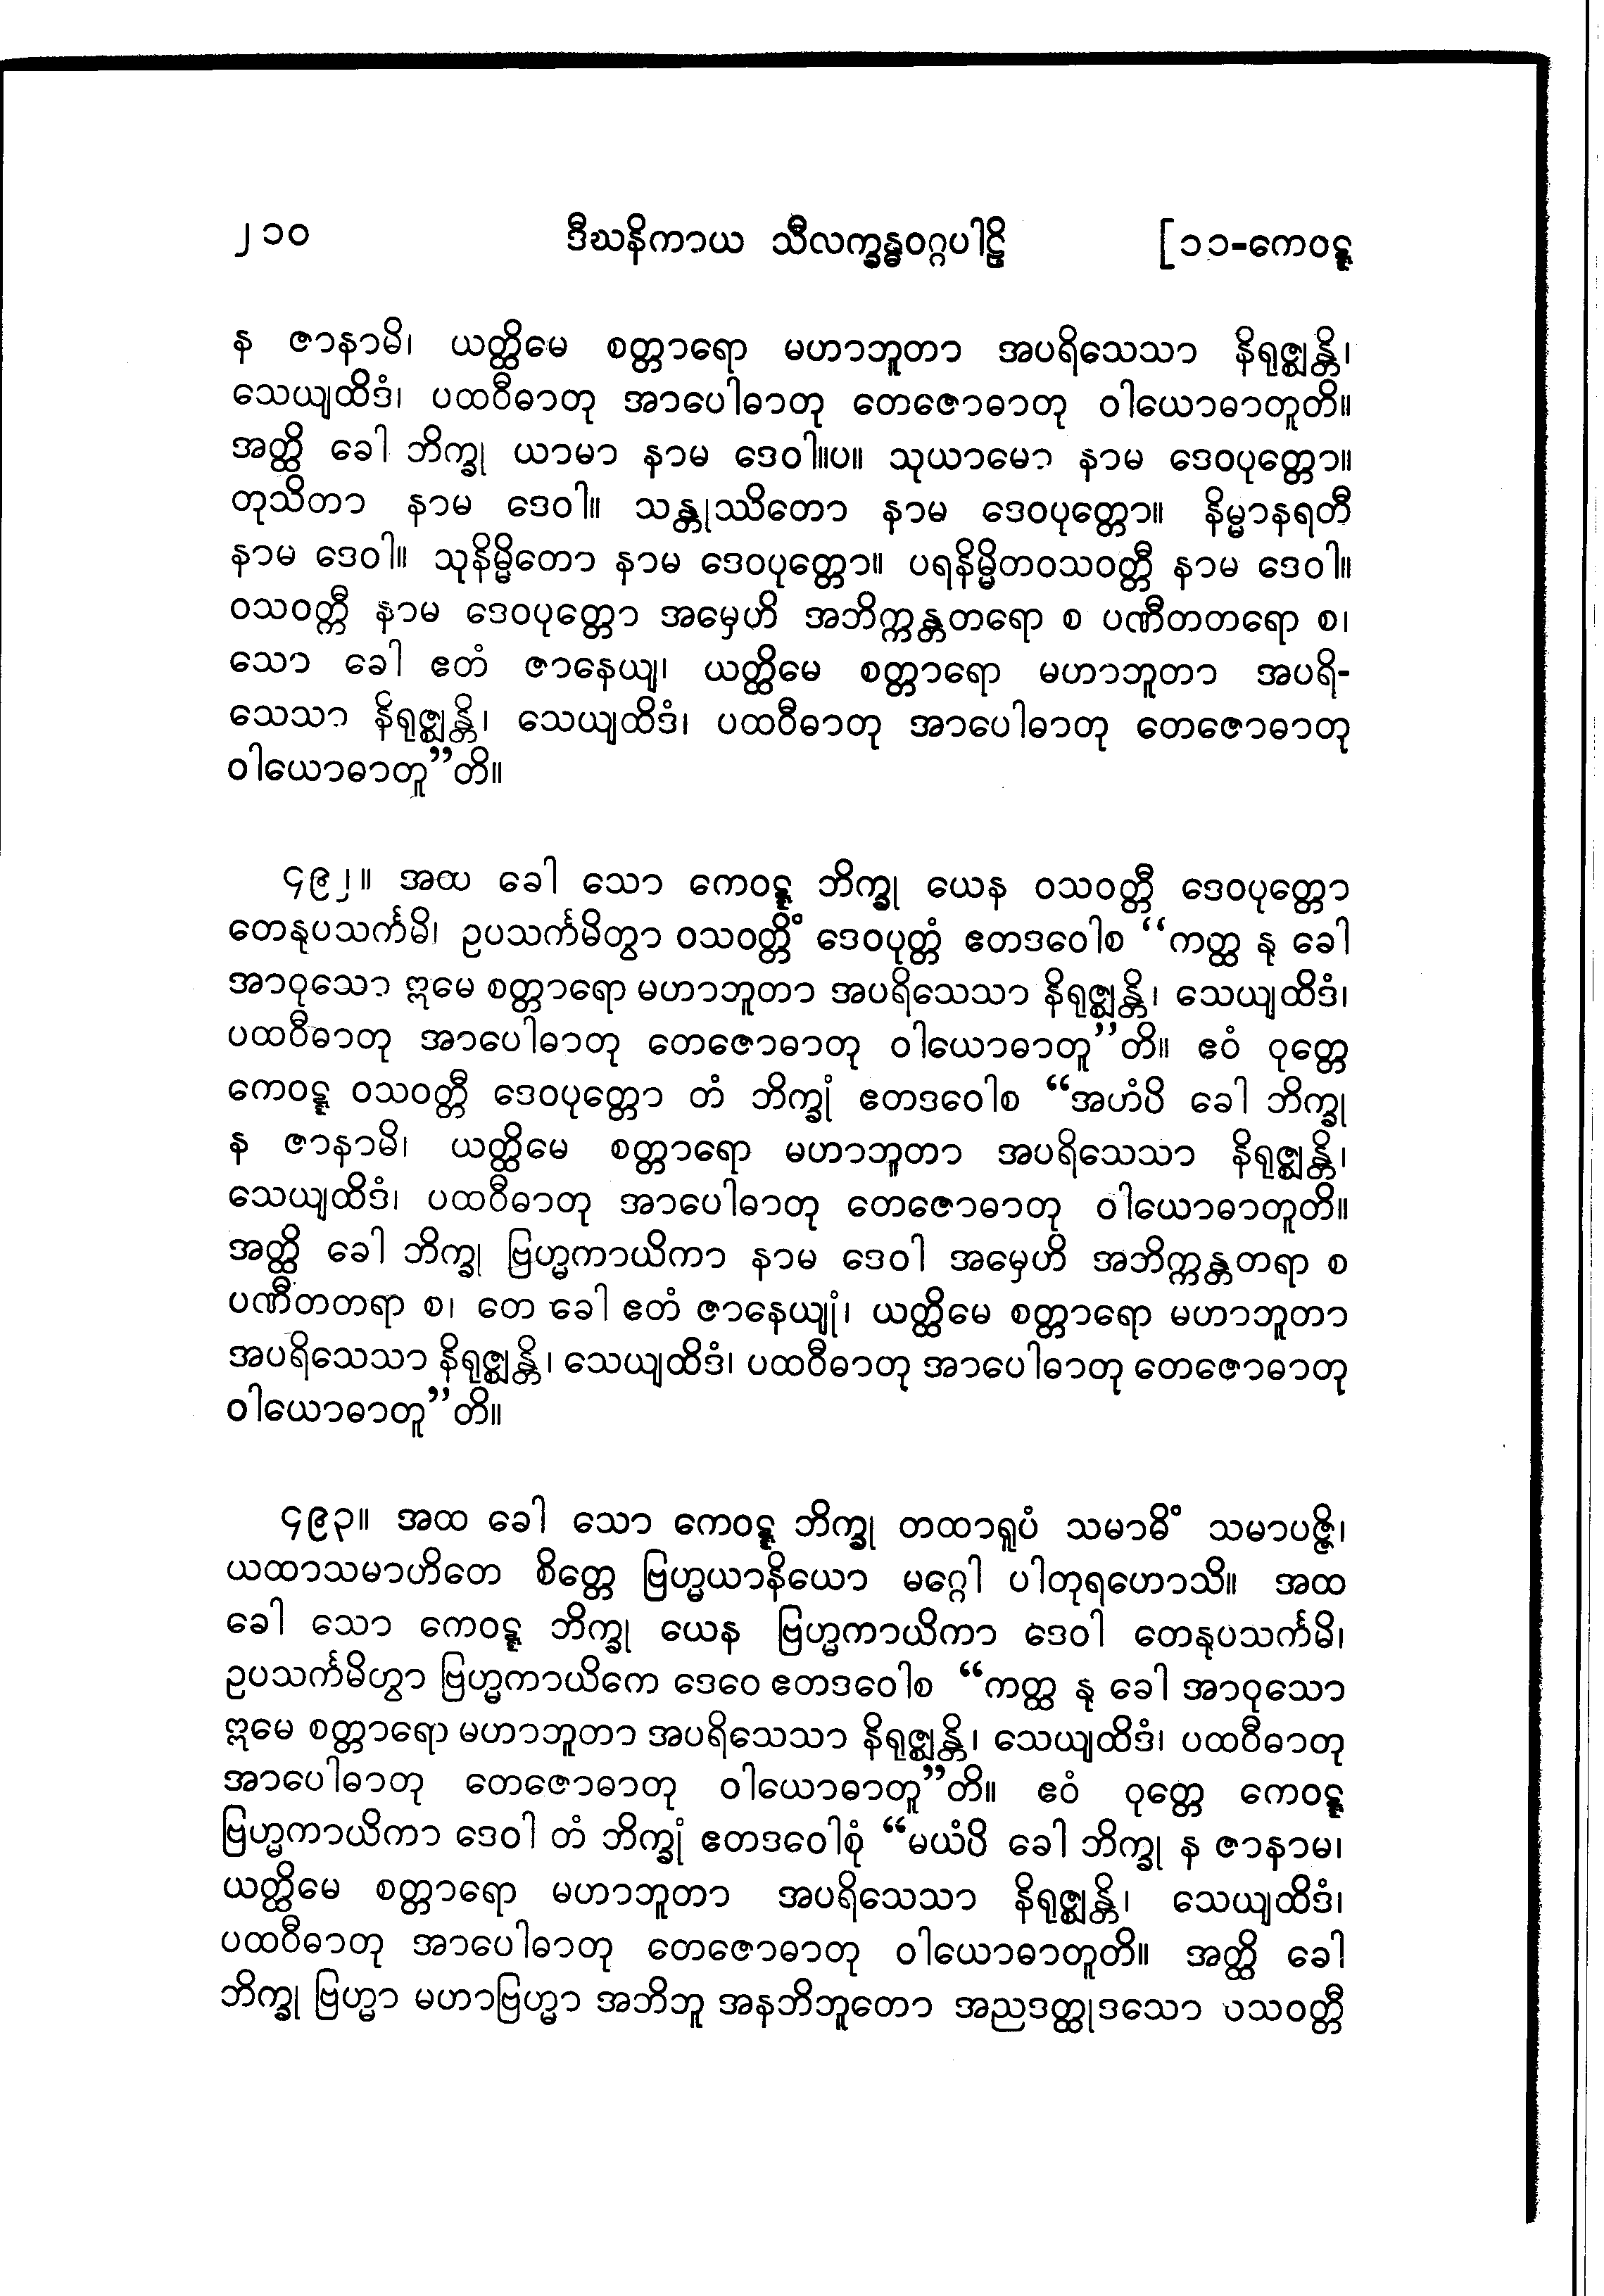 ၂၁၀ ဒီဃနိကာယ သီလက္ခန္ဓဝဂ္ဂပါဠိ [၁၁-ကေဝဋ္ဋ
န ဇာနာမိ၊ ယတ္ထိမေ စတ္တာရော မဟာဘူတာ အပရိသေသာ နိရုဇ္ဈန္တိ၊
သေယျထိဒံ၊ ပထဝီဓာတု အာပေါဓာတု တေဇောဓာတု ဝါယောဓာတူတိ။
အတ္ထိ ခေါ ဘိက္ခု ယာမာ နာမ ဒေဝါ။ပ။ သုယာမော နာမ ဒေဝပုတ္တော။
တုသိတာ နာမ ဒေဝါ။ သန္တုဿိတော နာမ ဒေဝပုတ္တော။ နိမ္မာနရတီ
နာမ ဒေဝါ။ သုနိမ္မိတော နာမ ဒေဝပုတ္တော။ ပရနိမ္မိတဝသဝတ္တီ နာမ ဒေဝါ။
ဝသဝတ္တီ နာမ ဒေဝပုတ္တော အမှေဟိ အဘိက္ကန္တတရော စ ပဏီတတရော စ၊
သော ခေါ ဧတံ ဇာနေယျ၊ ယတ္ထိမေ စတ္တာရော မဟာဘူတာ အပရိ-
သေသာ နိရုဇ္ဈန္တိ၊ သေယျထိဒံ၊ ပထဝီဓာတု အာပေါဓာတု တေဇောဓာတု
ဝါယောဓာတူ”တိ။
၄၉၂။ အထ ခေါ သော ကေဝဋ္ဋ ဘိက္ခု ယေန ဝသဝတ္တီ ဒေဝပုတ္တော
တေနုပသင်္ကမိ၊ ဥပသင်္ကမိတွာ ဝသဝတ္တိံ ဒေဝပုတ္တံ ဧတဒဝေါစ “ကတ္ထ နု ခေါ
အာဝုသော ဣမေ စတ္တာရော မဟာဘူတာ အပရိသေသာ နိရုဇ္ဈန္တိ၊ သေယျထိဒံ၊
ပထဝီဓာတု အာပေါဓာတု တေဇောဓာတု ဝါယောဓာတူ”တိ။ ဧဝံ ဝုတ္တေ
ကေဝဋ္ဋ ဝသဝတ္တီ ဒေဝပုတ္တော တံ ဘိက္ခုံ ဧတဒဝေါစ “အဟံပိ ခေါ ဘိက္ခု
န ဇာနာမိ၊ ယတ္ထိမေ စတ္တာရော မဟာဘူတာ အပရိသေသာ နိရုဇ္ဈန္တိ၊
သေယျထိဒံ၊ ပထဝီဓာတု အာပေါဓာတု တေဇောဓာတု ဝါယောဓာတူတိ။
အတ္ထိ ခေါ ဘိက္ခု ဗြဟ္မကာယိကာ နာမ ဒေဝါ အမှေဟိ အဘိက္ကန္တတရာ စ
ပဏီတတရာ စ၊ တေ ခေါ ဧတံ ဇာနေယျုံ၊ ယတ္ထိမေ စတ္တာရော မဟာဘူတာ
အပရိသေသာ နိရုဇ္ဈန္တိ၊ သေယျထိဒံ၊ ပထဝီဓာတု အာပေါဓာတု တေဇောဓာတု
ဝါယောဓာတူ”တိ။
၄၉၃။ အထ ခေါ သော ကေဝဋ္ဋ ဘိက္ခု တထာရူပံ သမာဓိံ သမာပဇ္ဇိ၊
ယထာသမာဟိတေ စိတ္တေ ဗြဟ္မယာနိယော မဂ္ဂေါ ပါတုရဟောသိ။ အထ
ခေါ သော ကေဝဋ္ဋ ဘိက္ခု ယေန ဗြဟ္မကာယိကာ ဒေဝါ တေနုပသင်္ကမိ၊
ဥပသင်္ကမိတွာ ဗြဟ္မကာယိကေ ဒေဝေ ဧတဒဝေါစ “ကတ္ထ နု ခေါ အာဝုသော
ဣမေ စတ္တာရော မဟာဘူတာ အပရိသေသာ နိရုဇ္ဈန္တိ၊ သေယျထိဒံ၊ ပထဝီဓာတု
အာပေါဓာတု တေဇောဓာတု ဝါယောဓာတူ”တိ။ ဧဝံ ဝုတ္တေ ကေဝဋ္ဋ
ဗြဟ္မကာယိကာ ဒေဝါ တံ ဘိက္ခုံ ဧတဒဝေါစုံ “မယံပိ ခေါ ဘိက္ခု န ဇာနာမ၊
ယတ္ထိမေ စတ္တာရော မဟာဘူတာ အပရိသေသာ နိရုဇ္ဈန္တိ၊ သေယျထိဒံ၊
ပထဝီဓာတု အာပေါဓာတု တေဇောဓာတု ဝါယောဓာတူတိ။ အတ္ထိ ခေါ
ဘိက္ခု ဗြဟ္မာ မဟာဗြဟ္မာ အဘိဘူ အနဘိဘူတော အညဒတ္ထုဒသော ဝသဝတ္တီ